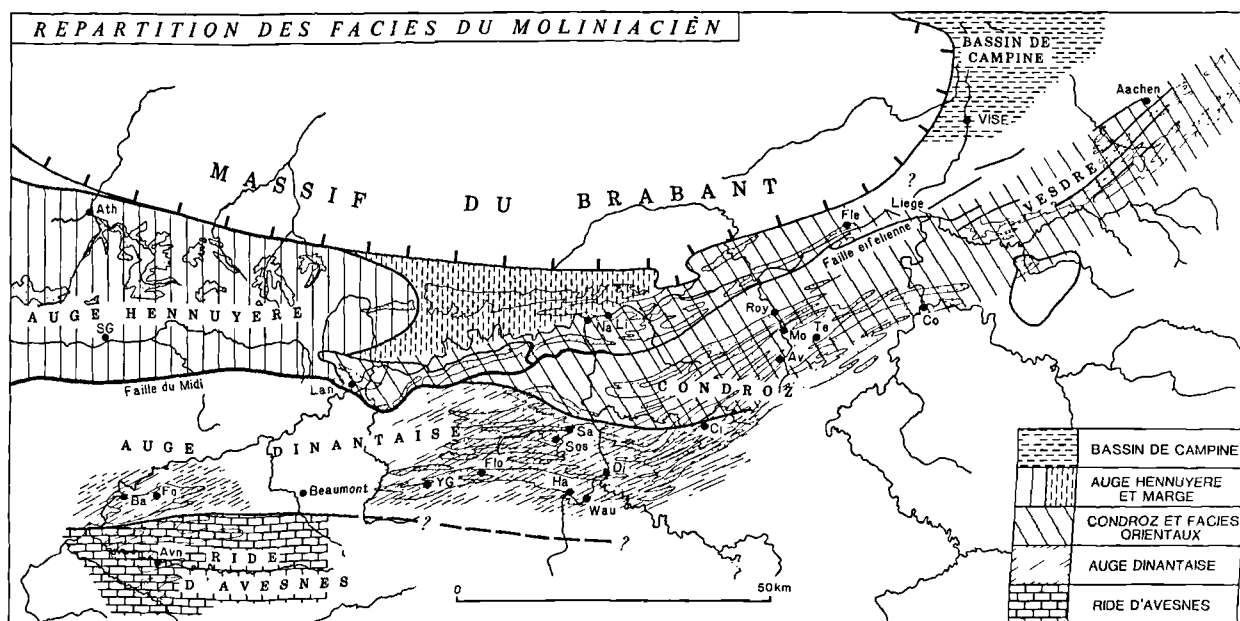 REPARTITION DES FACIES DU MOLINIACIÈN
BASSIN DE
CAMPINE
Aachen
VISE
MASSIF DU BRABANT
?
VESDRE
Ath
Liege
Fle
Faille eifelienne
AUGE HENNUYERE
SG
Na
Li
Roy
Mo
Te
Co
Av
Faille du Midi
Lan
CONDROZ
AUGE DINANTAISE
Sa
Sos
Ci
Flo
Di
Ba
Fo
Beaumont
YG
Ha
Wau
?
?
Avn
RIDE
D'AVESNES
0 50km
BASSIN DE CAMPINE
AUGE HENNUYERE
ET MARGE
CONDROZ ET FACIES
ORIENTAUX
AUGE DINANTAISE
RIDE D'AVESNES